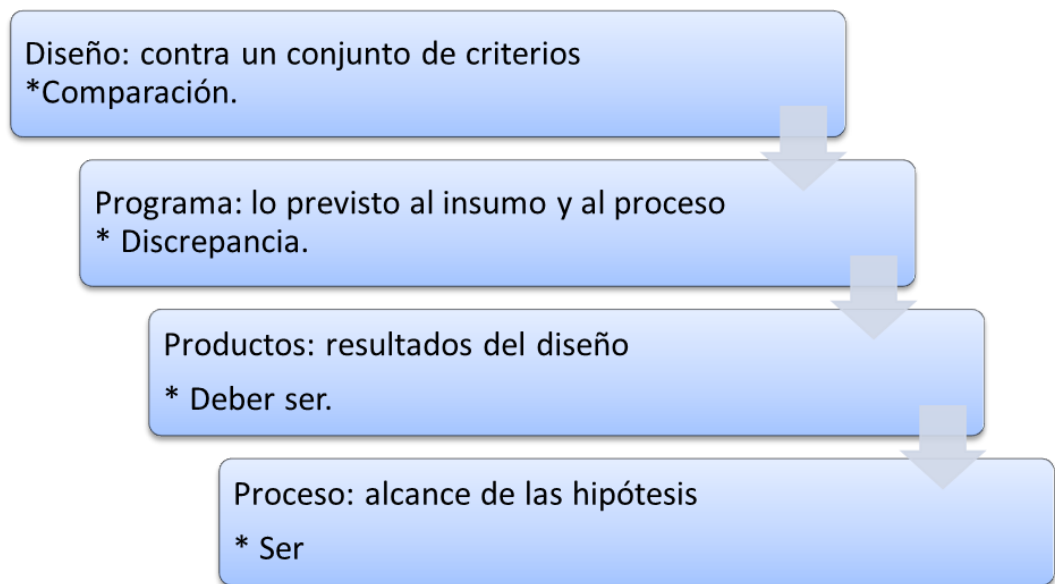 Diseño: contra un conjunto de criterios
*Comparación.
Programa: lo previsto al insumo y al proceso
* Discrepancia.
Productos: resultados del diseño
* Deber ser.
Proceso: alcance de las hipótesis
* Ser